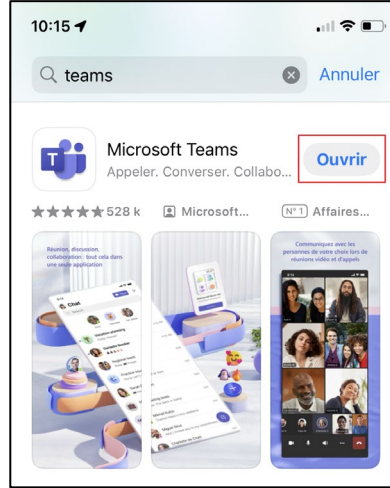 10:15
teams
Annuler
T
Microsoft Teams
Appeler. Converser. Collabo...
Ouvrir
528 k
Microsoft...
N° 1
Affaires...
Réunion, discussion,
collaboration : tout cela dans
une seule application
Chat
Communiquez avec les
personnes de votre choix lors de
réunions vidéo et d'appels